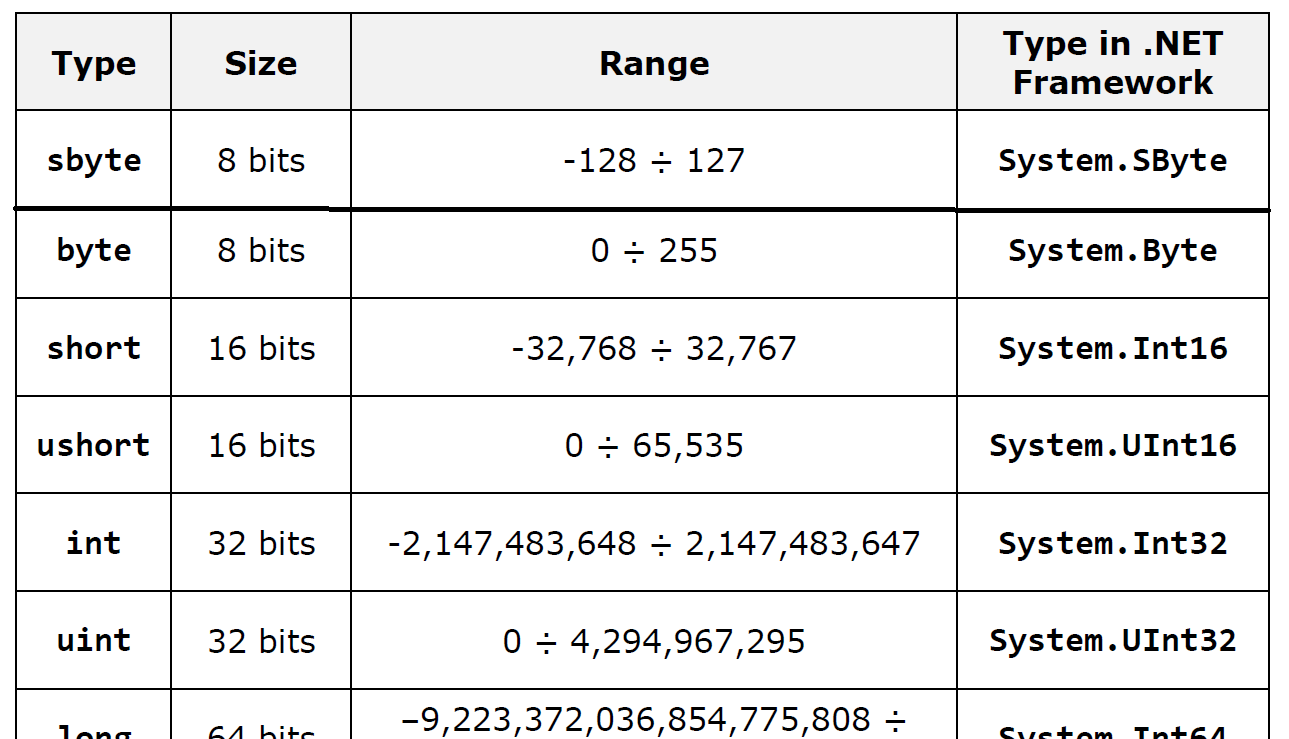 Type Size Range Type in .NET
Framework
sbyte 8 bits -128 ÷ 127 System.SByte
byte 8 bits 0 ÷ 255 System.Byte
short 16 bits -32,768 ÷ 32,767 System.Int16
ushort 16 bits 0 ÷ 65,535 System.UInt16
int 32 bits -2,147,483,648 ÷ 2,147,483,647 System.Int32
uint 32 bits 0 ÷ 4,294,967,295 System.UInt32
–9,223,372,036,854,775,808 ÷
long 64 bits System.Int64